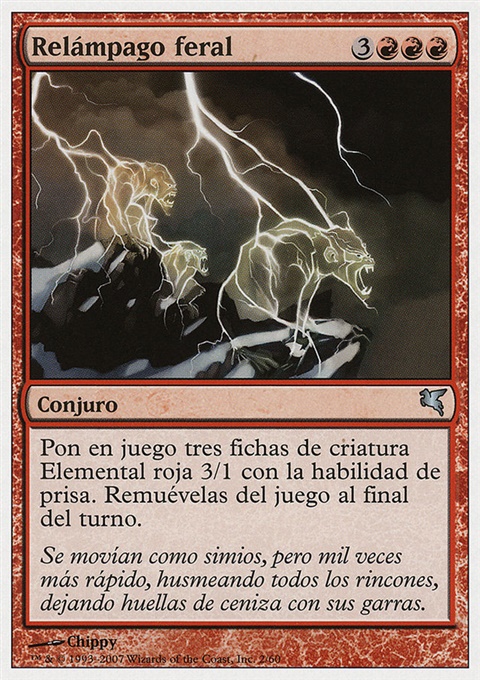 Relámpago feral 3
Conjuro
Pon en juego tres fichas de criatura
Elemental roja 3/1 con la habilidad de
prisa. Remuévelas del juego al final
del turno.
Se movían como simios, pero mil veces
más rápido, husmeando todos los rincones,
dejando huellas de ceniza con sus garras.
Chippy
™ & © 1993-2007 Wizards of the Coast, Inc. 2/60